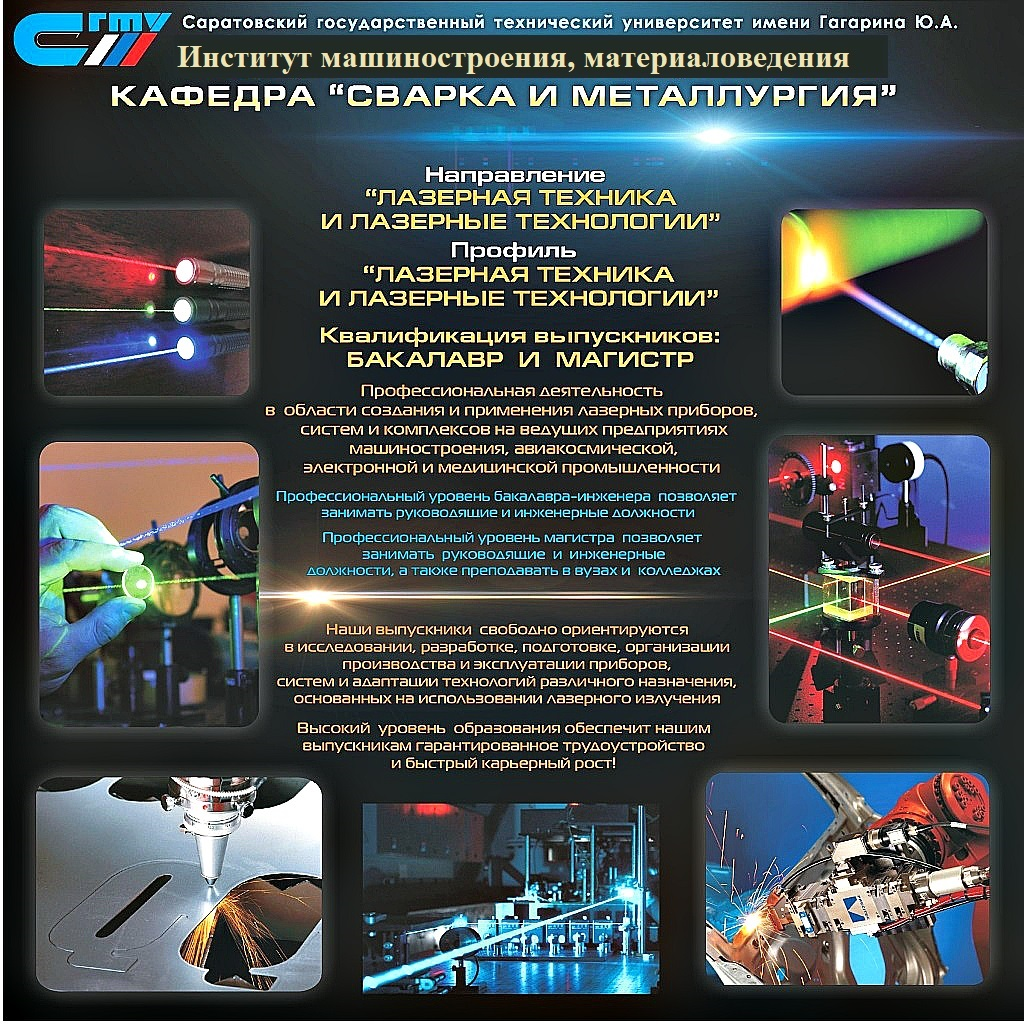 СГТУ
Саратовский государственный технический университет имени Гагарина Ю.А.
Институт машиностроения, материаловедения
КАФЕДРА “СВАРКА И МЕТАЛЛУРГИЯ”
Направление
“ЛАЗЕРНАЯ ТЕХНИКА
И ЛАЗЕРНЫЕ ТЕХНОЛОГИИ”
Профиль
“ЛАЗЕРНАЯ ТЕХНИКА
И ЛАЗЕРНЫЕ ТЕХНОЛОГИИ”
Квалификация выпускников:
БАКАЛАВР И МАГИСТР
Профессиональная деятельность
в области создания и применения лазерных приборов,
систем и комплексов на ведущих предприятиях
машиностроения, авиакосмической,
электронной и медицинской промышленности
Профессиональный уровень бакалавра-инженера позволяет
занимать руководящие и инженерные должности
Профессиональный уровень магистра позволяет
занимать руководящие и инженерные
должности, а также преподавать в вузах и колледжах
Наши выпускники свободно ориентируются
в исследовании, разработке, подготовке, организации
производства и эксплуатации приборов,
систем и адаптации технологий различного назначения,
основанных на использовании лазерного излучения
Высокий уровень образования обеспечит нашим
выпускникам гарантированное трудоустройство
и быстрый карьерный рост!